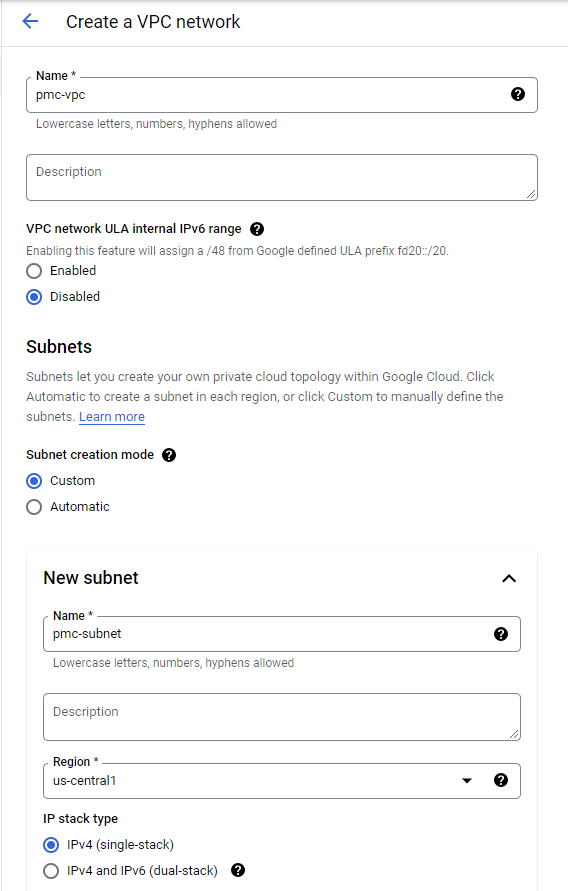 Create a VPC network
Name *
pmc-vpc
Lowercase letters, numbers, hyphens allowed
Description
VPC network ULA internal IPv6 range
Enabling this feature will assign a /48 from Google defined ULA prefix fd20::/20.
Enabled
Disabled
Subnets
Subnets let you create your own private cloud topology within Google Cloud. Click
Automatic to create a subnet in each region, or click Custom to manually define the
subnets. Learn more
Subnet creation mode
Custom
Automatic
New subnet
Name *
pmc-subnet
Lowercase letters, numbers, hyphens allowed
Description
Region *
us-central1
IP stack type
IPv4 (single-stack)
IPv4 and IPv6 (dual-stack)